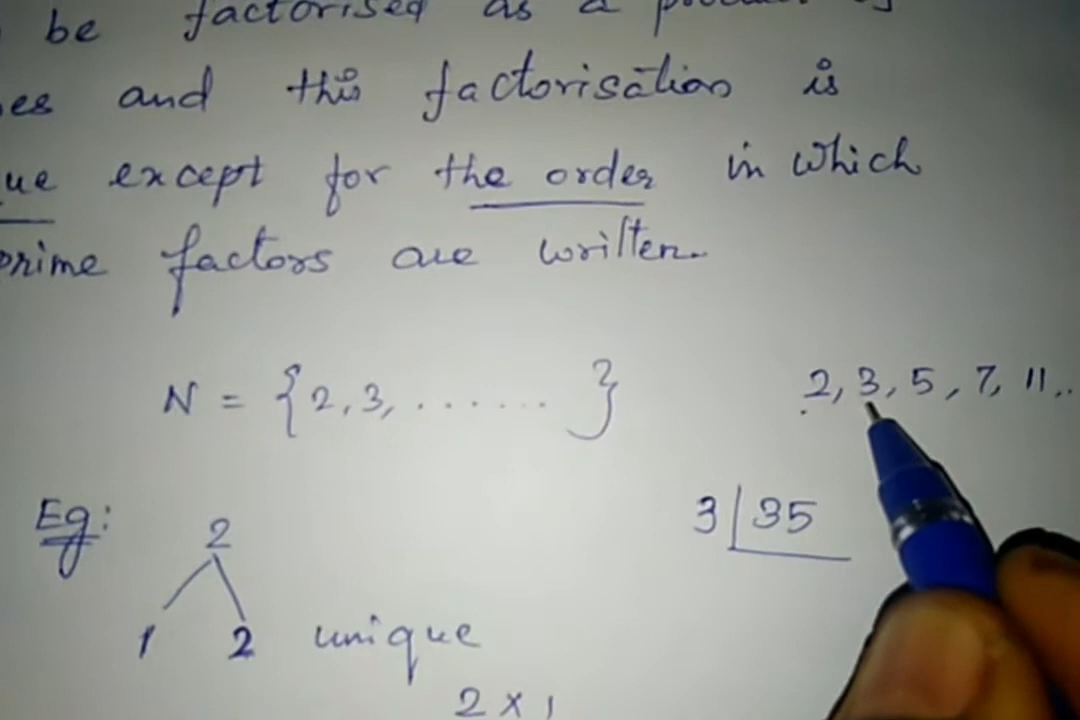 be factorised as a
and this factorisation is
except for the order in which
prime factors are written.
N = {2, 3, ....... }
2, 3, 5, 7, 11, ..
Eg:
2
3 | 35
1 2 unique
2 x 1